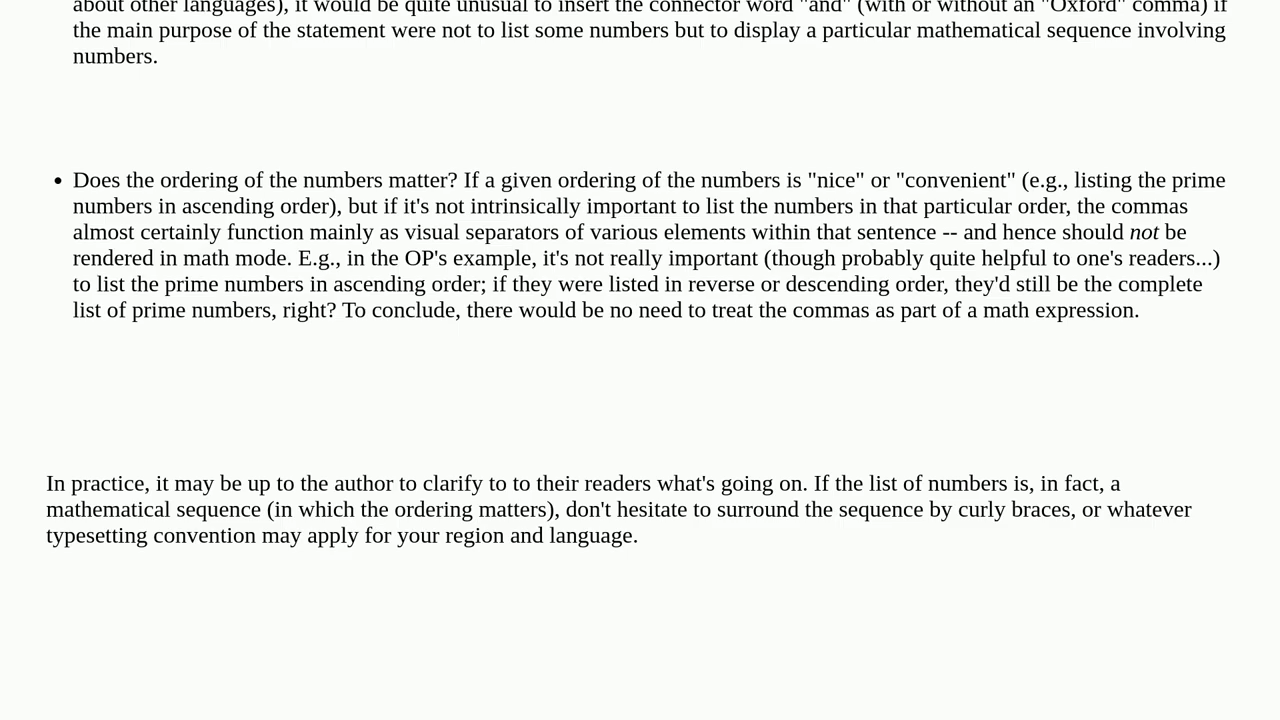 about other languages), it would be quite unusual to insert the connector word "and" (with or without an "Oxford" comma) if
the main purpose of the statement were not to list some numbers but to display a particular mathematical sequence involving
numbers.
• Does the ordering of the numbers matter? If a given ordering of the numbers is "nice" or "convenient" (e.g., listing the prime
numbers in ascending order), but if it's not intrinsically important to list the numbers in that particular order, the commas
almost certainly function mainly as visual separators of various elements within that sentence -- and hence should not be
rendered in math mode. E.g., in the OP's example, it's not really important (though probably quite helpful to one's readers...)
to list the prime numbers in ascending order; if they were listed in reverse or descending order, they'd still be the complete
list of prime numbers, right? To conclude, there would be no need to treat the commas as part of a math expression.
In practice, it may be up to the author to clarify to to their readers what's going on. If the list of numbers is, in fact, a
mathematical sequence (in which the ordering matters), don't hesitate to surround the sequence by curly braces, or whatever
typesetting convention may apply for your region and language.